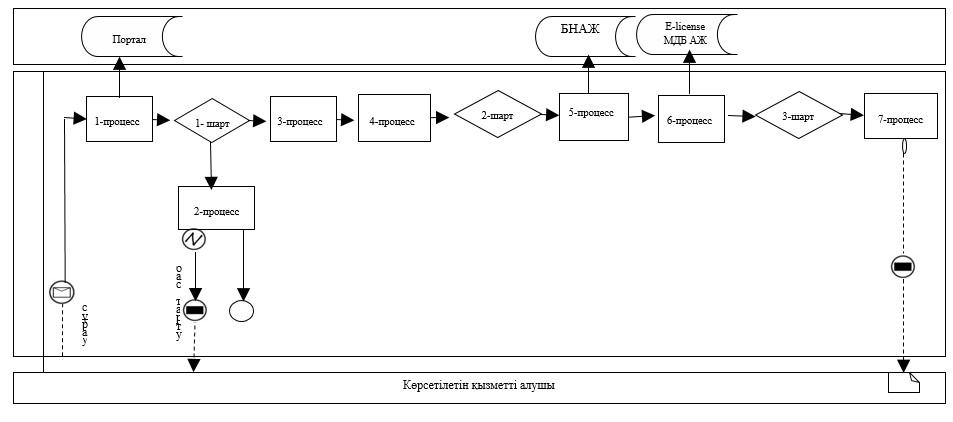 Портал
БНАЖ
E-license
МДБ АЖ
1-процесс
1- шарт
3-процесс
4-процесс
2-шарт
5-процесс
6-процесс
3-шарт
7-процесс
2-процесс
сұрау
Көрсетілетін қызметті алушы